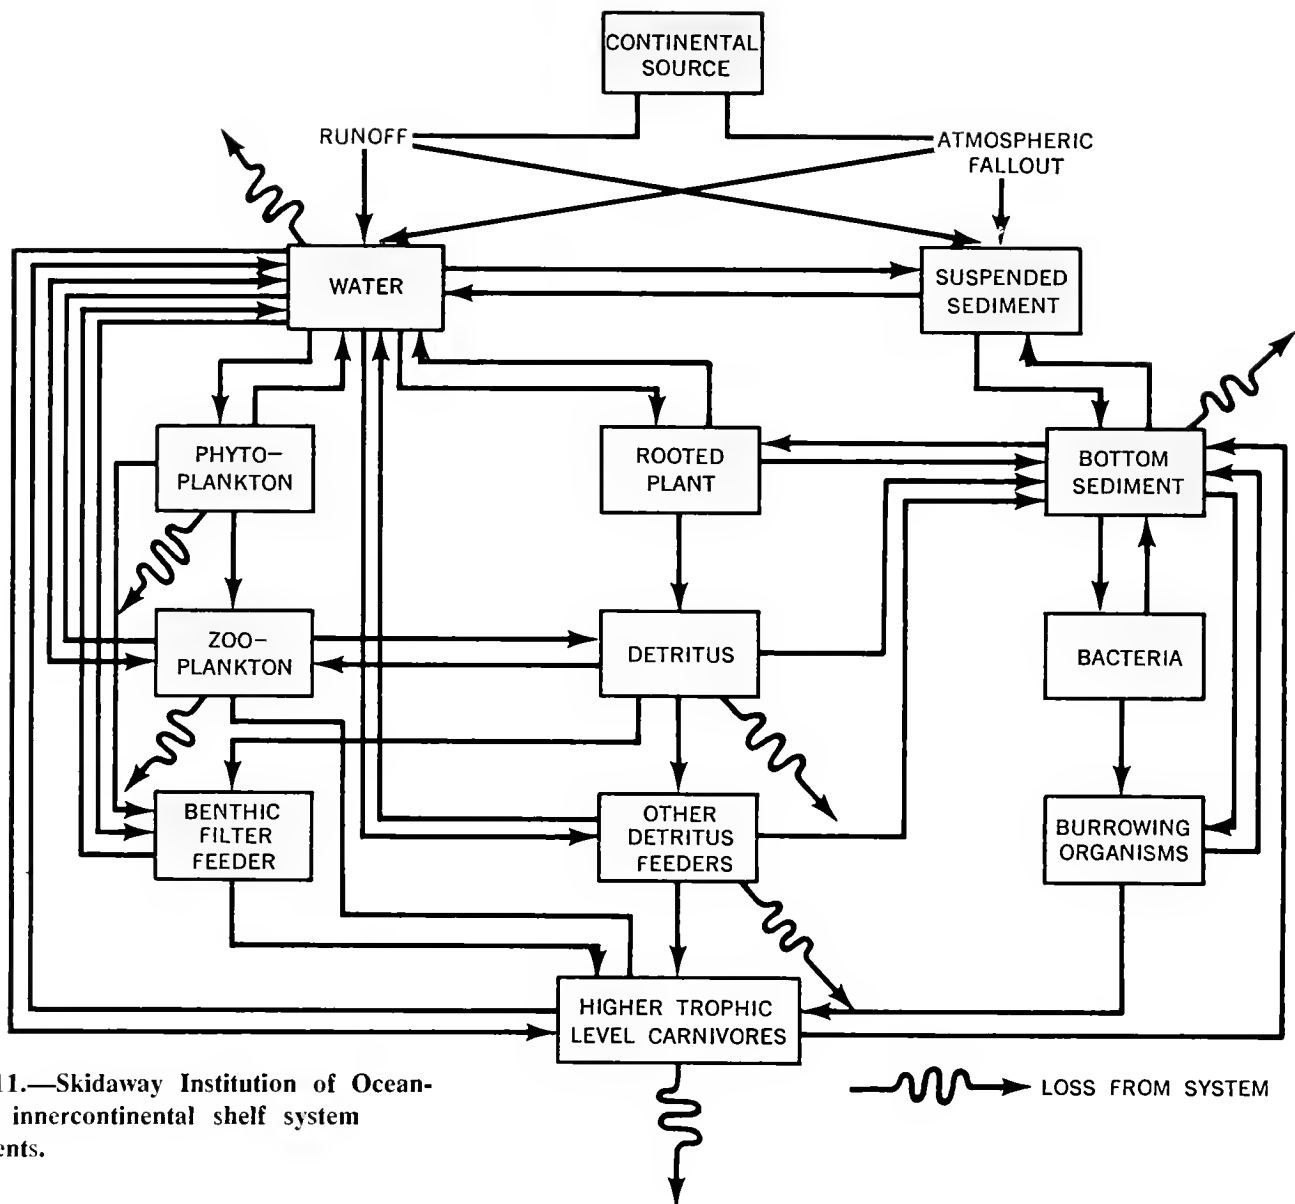 CONTINENTAL
SOURCE
RUNOFF
ATMOSPHERIC
FALLOUT
WATER
SUSPENDED
SEDIMENT
PHYTO-
PLANKTON
ROOTED
PLANT
BOTTOM
SEDIMENT
ZOO-
PLANKTON
DETRITUS
BACTERIA
BENTHIC
FILTER
FEEDER
OTHER
DETRITUS
FEEDERS
BURROWING
ORGANISMS
HIGHER TROPHIC
LEVEL CARNIVORES
11.—Skidaway Institution of Ocean-
innercontinental shelf system
ents.
LOSS FROM SYSTEM